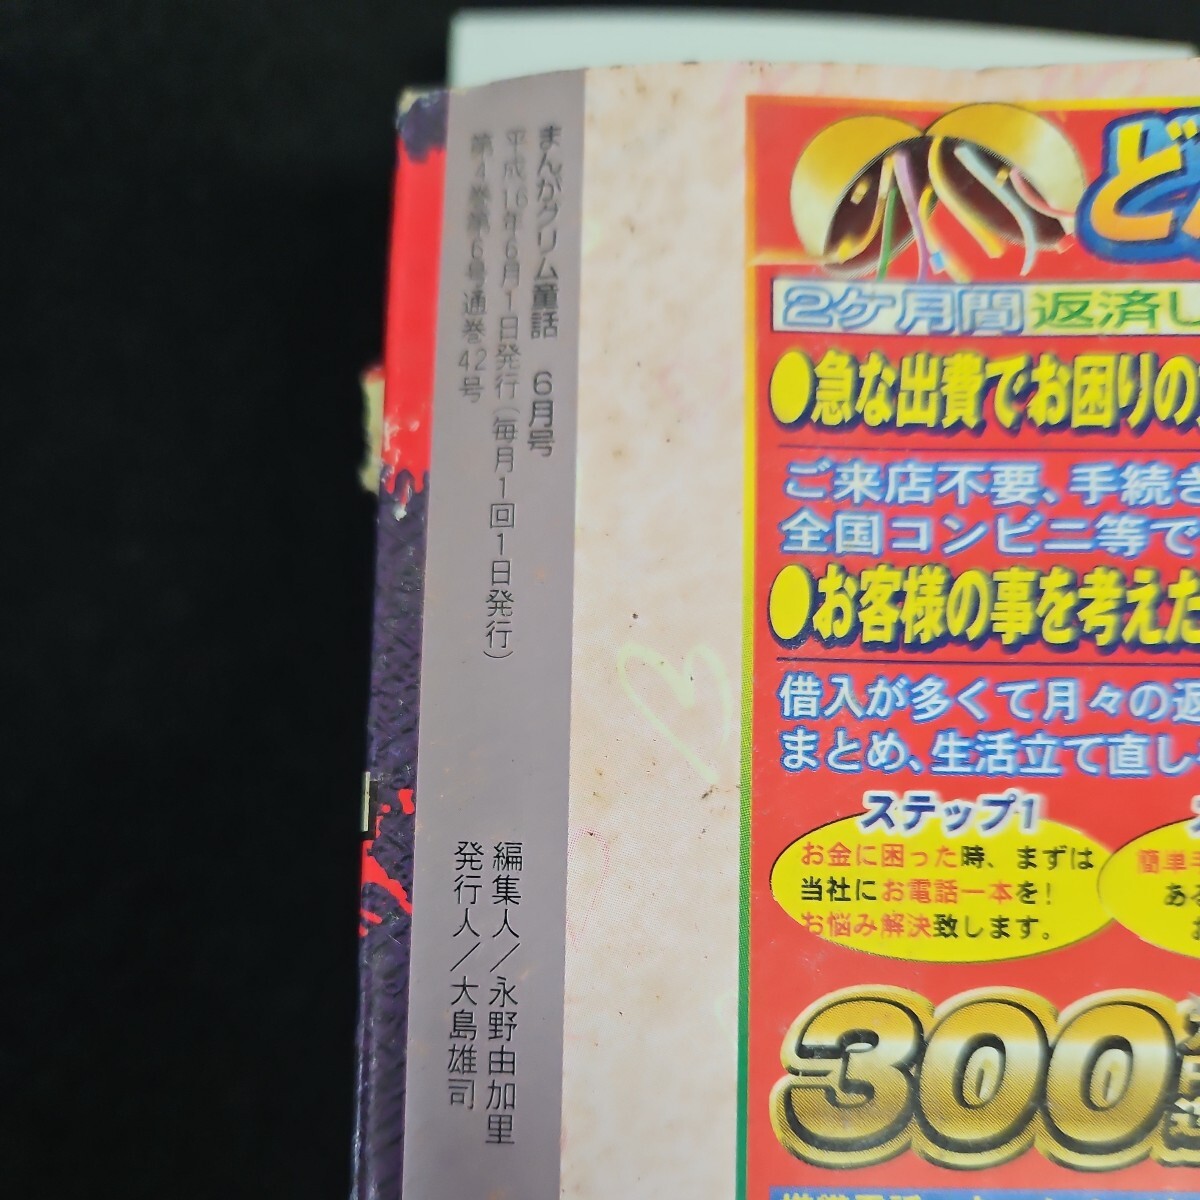 まんがグリム童話 6月号
平成16年6月1日発行(毎月1回1日発行)
第4巻第6号通巻42号
編集人/永野由加里
発行人/大島雄司
ど
2ケ月間返済し
●急な出費でお困りの
ご来店不要、手続き
全国コンビニ等で
●お客様の事を考えた
借入が多くて月々の返
まとめ、生活立て直し
ステップ1
お金に困った時、まずは
当社にお電話一本を!
お悩み解決致します。
簡単
あ
300